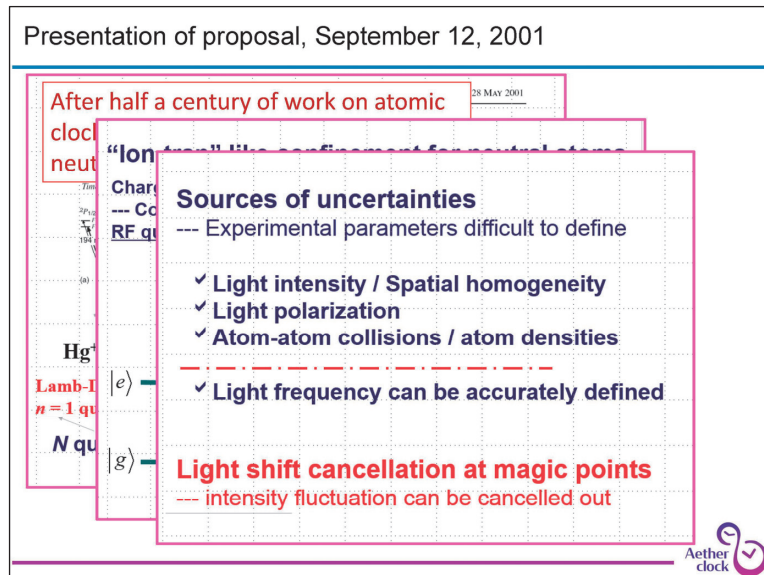 Presentation of proposal, September 12, 2001
28 MAY 2001
After half a century of work on atomic
cloc
neut
"Ion trap"-like confinement for neutral atoms
Charg
--- Co
RF qu
Time
194 n
(a)
Hg+
Lamb-D
n = 1 qu
N qu
|e⟩
|g⟩
Sources of uncertainties
--- Experimental parameters difficult to define
✓ Light intensity / Spatial homogeneity
✓ Light polarization
✓ Atom-atom collisions / atom densities
✓ Light frequency can be accurately defined
Light shift cancellation at magic points
--- intensity fluctuation can be cancelled out
Aether
clock